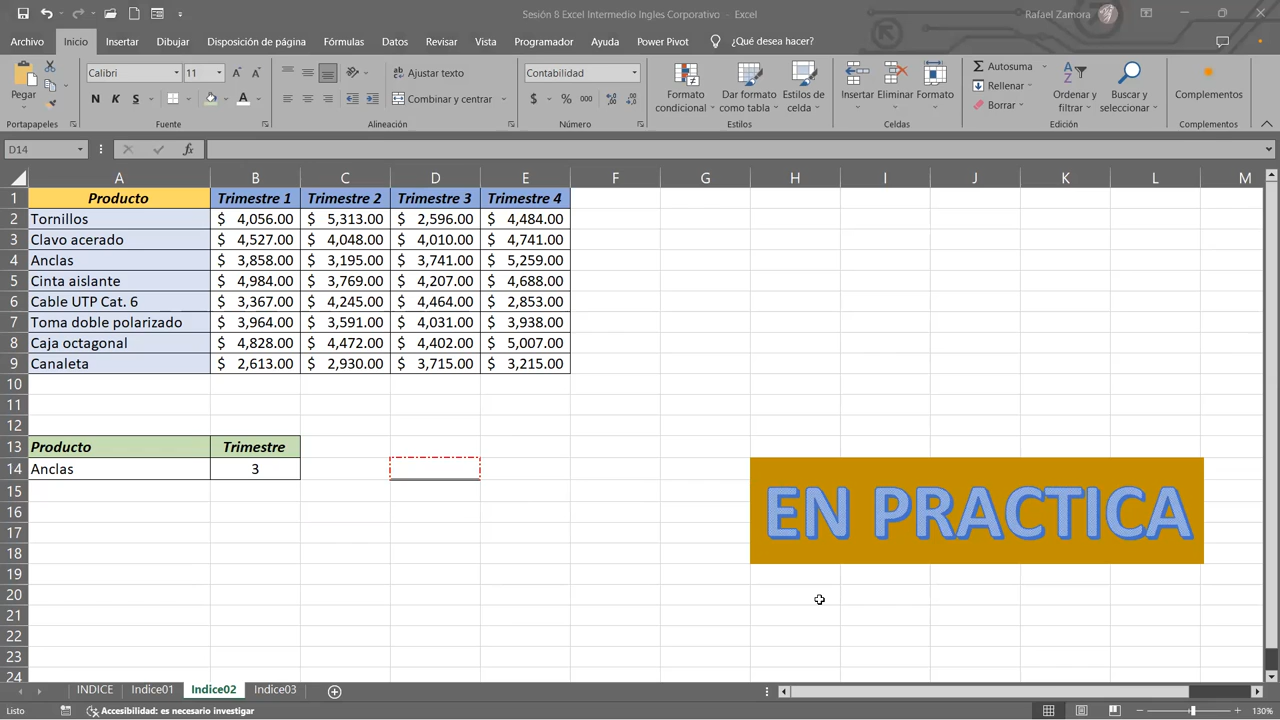 Sesión 8 Excel Intermedio Ingles Corporativo - Excel
Rafael Zamora
Archivo Inicio Insertar Dibujar Disposición de página Fórmulas Datos Revisar Vista Programador Ayuda Power Pivot ¿Qué desea hacer?
Pegar
Calibri 11
N K S
Ajustar texto
Combinar y centrar
Contabilidad
$ % 000
Formato condicional
Dar formato como tabla
Estilos de celda
Insertar Eliminar Formato
Autosuma
Rellenar
Borrar
Ordenar y filtrar
Buscar y seleccionar
Complementos
Portapapeles Fuente Alineación Número Estilos Celdas Edición Complementos
D14 fx
A B C D E F G H I J K L M
1 Producto Trimestre 1 Trimestre 2 Trimestre 3 Trimestre 4
2 Tornillos $ 4,056.00 $ 5,313.00 $ 2,596.00 $ 4,484.00
3 Clavo acerado $ 4,527.00 $ 4,048.00 $ 4,010.00 $ 4,741.00
4 Anclas $ 3,858.00 $ 3,195.00 $ 3,741.00 $ 5,259.00
5 Cinta aislante $ 4,984.00 $ 3,769.00 $ 4,207.00 $ 4,688.00
6 Cable UTP Cat. 6 $ 3,367.00 $ 4,245.00 $ 4,464.00 $ 2,853.00
7 Toma doble polarizado $ 3,964.00 $ 3,591.00 $ 4,031.00 $ 3,938.00
8 Caja octagonal $ 4,828.00 $ 4,472.00 $ 4,402.00 $ 5,007.00
9 Canaleta $ 2,613.00 $ 2,930.00 $ 3,715.00 $ 3,215.00
10
11
12
13 Producto Trimestre
14 Anclas 3
15
16 EN PRACTICA
17
18
19
20
21
22
23
24
INDICE Indice01 Indice02 Indice03
Listo Accesibilidad: es necesario investigar 130%